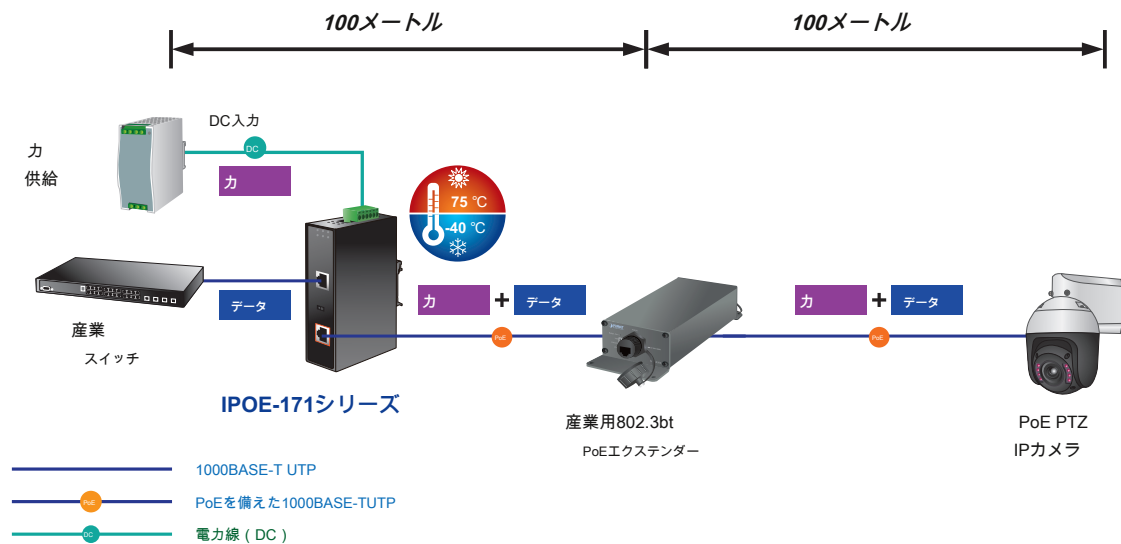 100メートル
100メートル
DC入力
DC
力
供給
力
75 ℃
-40 ℃
データ
力
+
データ
力
+
データ
PoE
PoE
産業
スイッチ
IPOE-171シリーズ
産業用802.3bt
PoEエクステンダー
PoE PTZ
IPカメラ
1000BASE-T UTP
PoE
PoEを備えた1000BASE-TUTP
DC
電力線（DC）